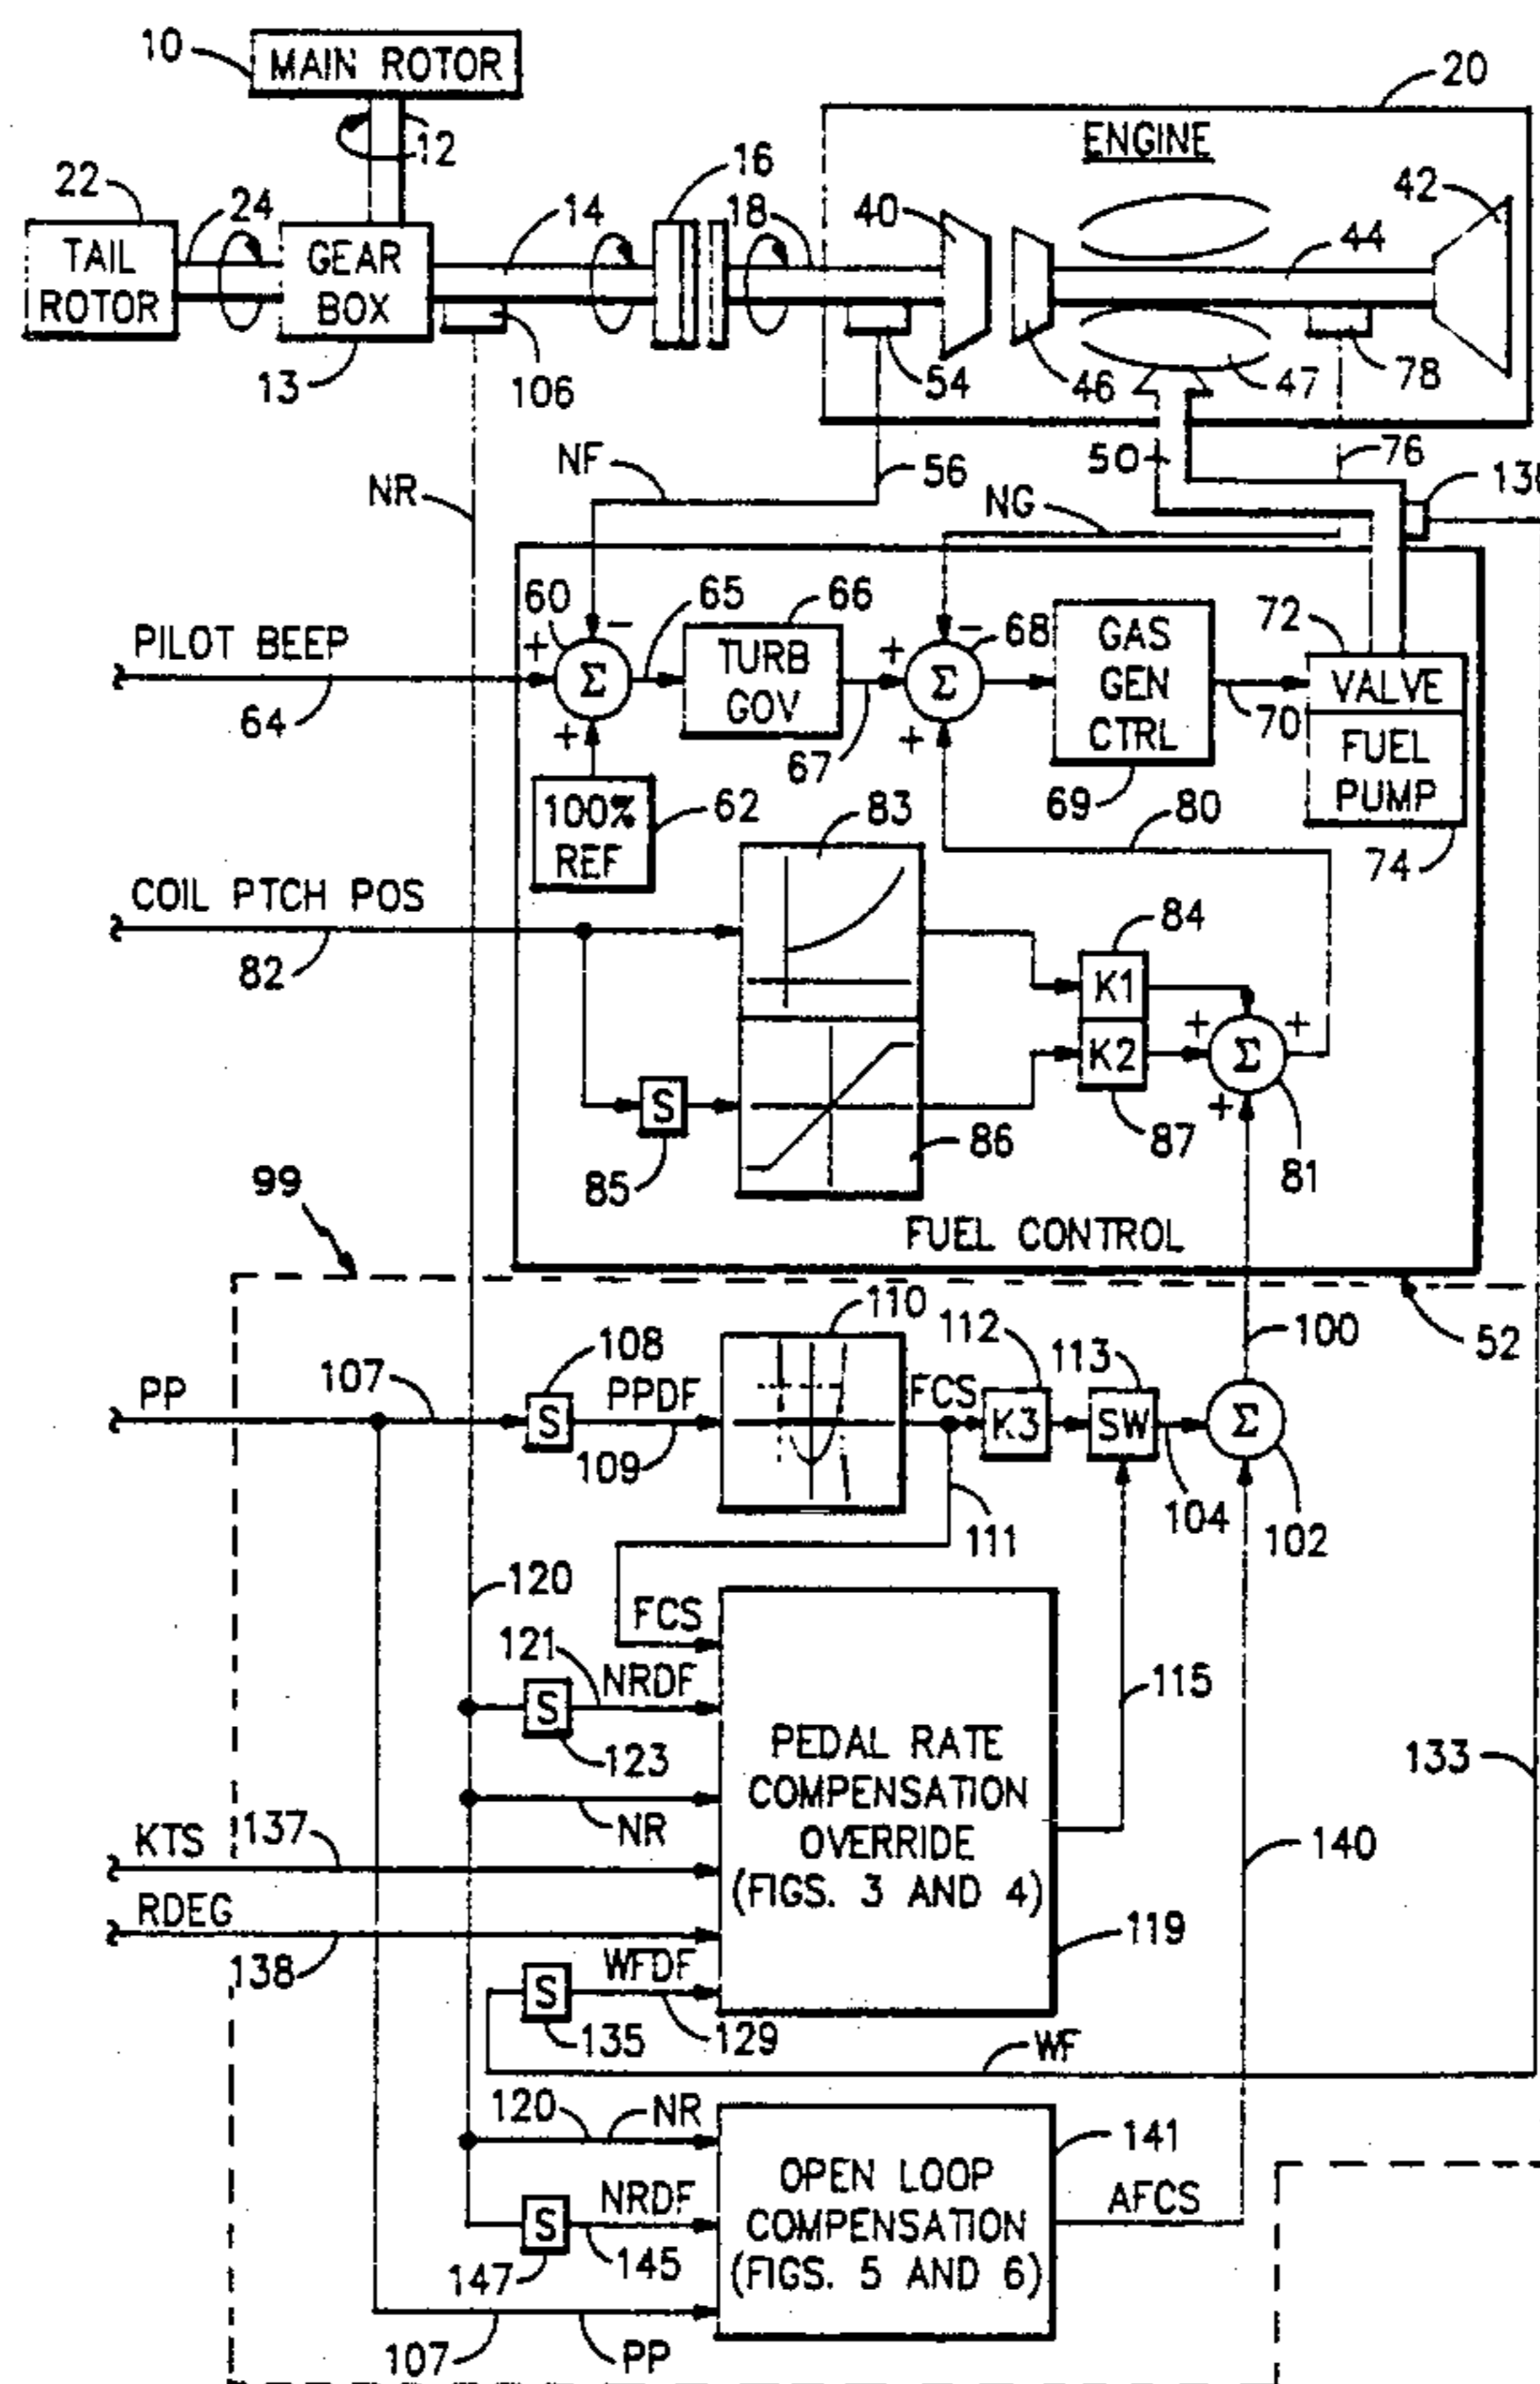 10
MAIN ROTOR
12
20
ENGINE
22
24
14
16
18
40
42
44
TAIL
ROTOR
GEAR
BOX
13
106
54
46
47
78
NR
NF
56
50
76
NG
60
65
66
68
72
PILOT BEEP
64
+
-
Σ
+
TURB
GOV
67
+
-
Σ
+
GAS
GEN
CTRL
69
70
VALVE
FUEL
PUMP
74
100%
REF
62
83
80
COIL PTCH POS
82
84
K1
K2
87
+
+
Σ
+
81
S
85
86
FUEL CONTROL
99
52
100
PP
107
108
S
PPDF
109
110
FCS
112
K3
113
SW
104
Σ
102
111
120
FCS
121
NRDF
S
123
NR
KTS
137
RDEG
138
WFDF
S
135
129
PEDAL RATE
COMPENSATION
OVERRIDE
(FIGS. 3 AND 4)
115
119
133
140
WF
120
NR
NRDF
S
147
145
OPEN LOOP
COMPENSATION
(FIGS. 5 AND 6)
141
AFCS
107
PP